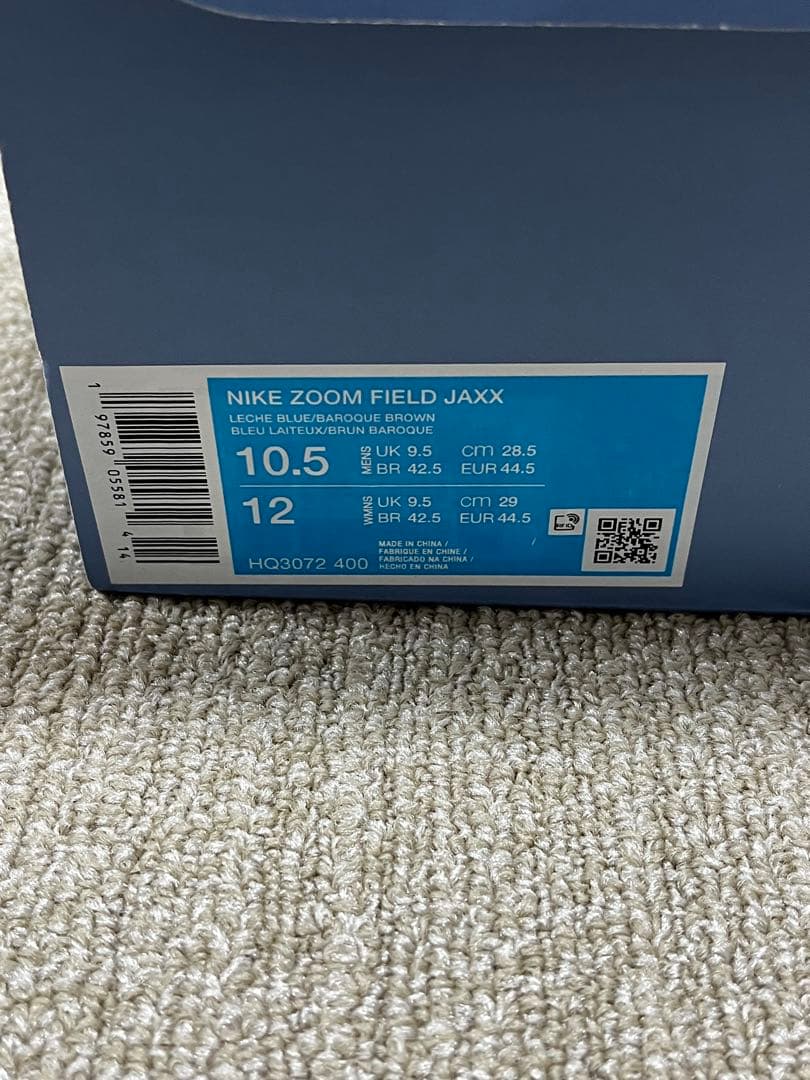 NIKE ZOOM FIELD JAXX
LECHE BLUE/BAROQUE BROWN
BLEU LAITEUX/BRUN BAROQUE
10.5 MENS UK 9.5 cm 28.5
BR 42.5 EUR 44.5
12 WMNS UK 9.5 cm 29
BR 42.5 EUR 44.5
MADE IN CHINA /
FABRIQUE EN CHINE /
FABRICADO NA CHINA /
HECHO EN CHINA
HQ3072 400
1 97859 05581 4 14